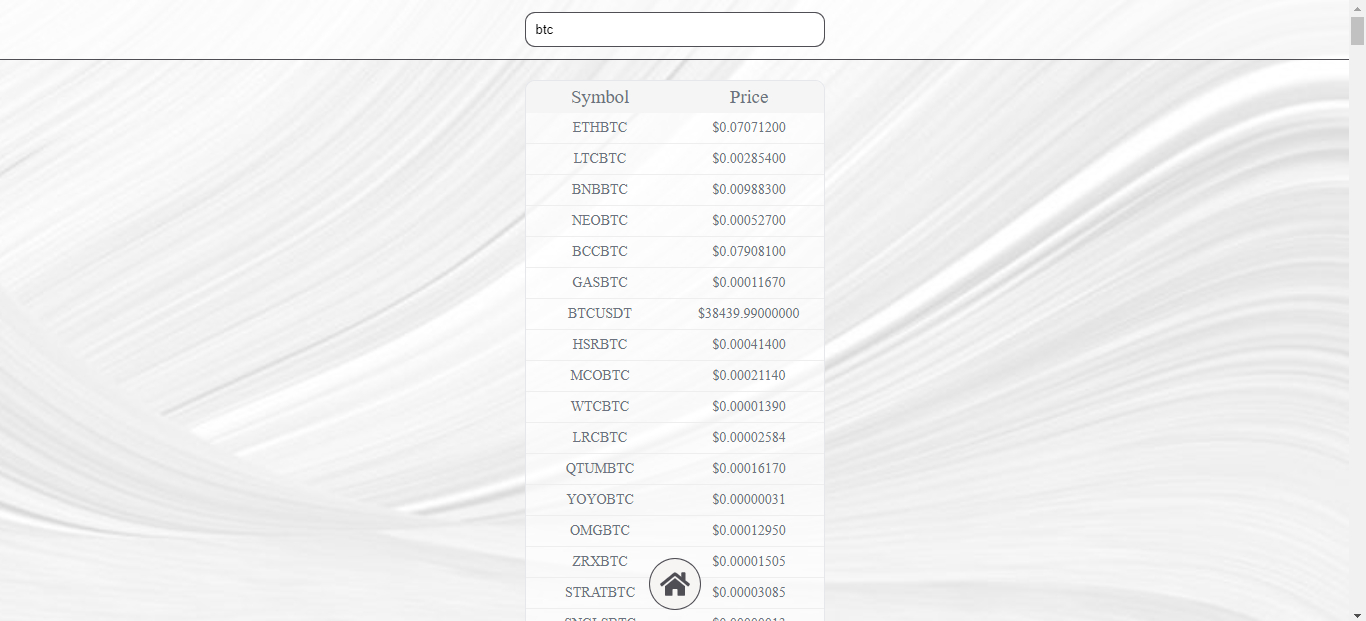 btc
Symbol Price
ETHBTC $0.07071200
LTCBTC $0.00285400
BNBBTC $0.00988300
NEOBTC $0.00052700
BCCBTC $0.07908100
GASBTC $0.00011670
BTCUSDT $38439.99000000
HSRBTC $0.00041400
MCOBTC $0.00021140
WTCBTC $0.00001390
LRCBTC $0.00002584
QTUMBTC $0.00016170
YOYOBTC $0.00000031
OMGBTC $0.00012950
ZRXBTC $0.00001505
STRATBTC $0.00003085